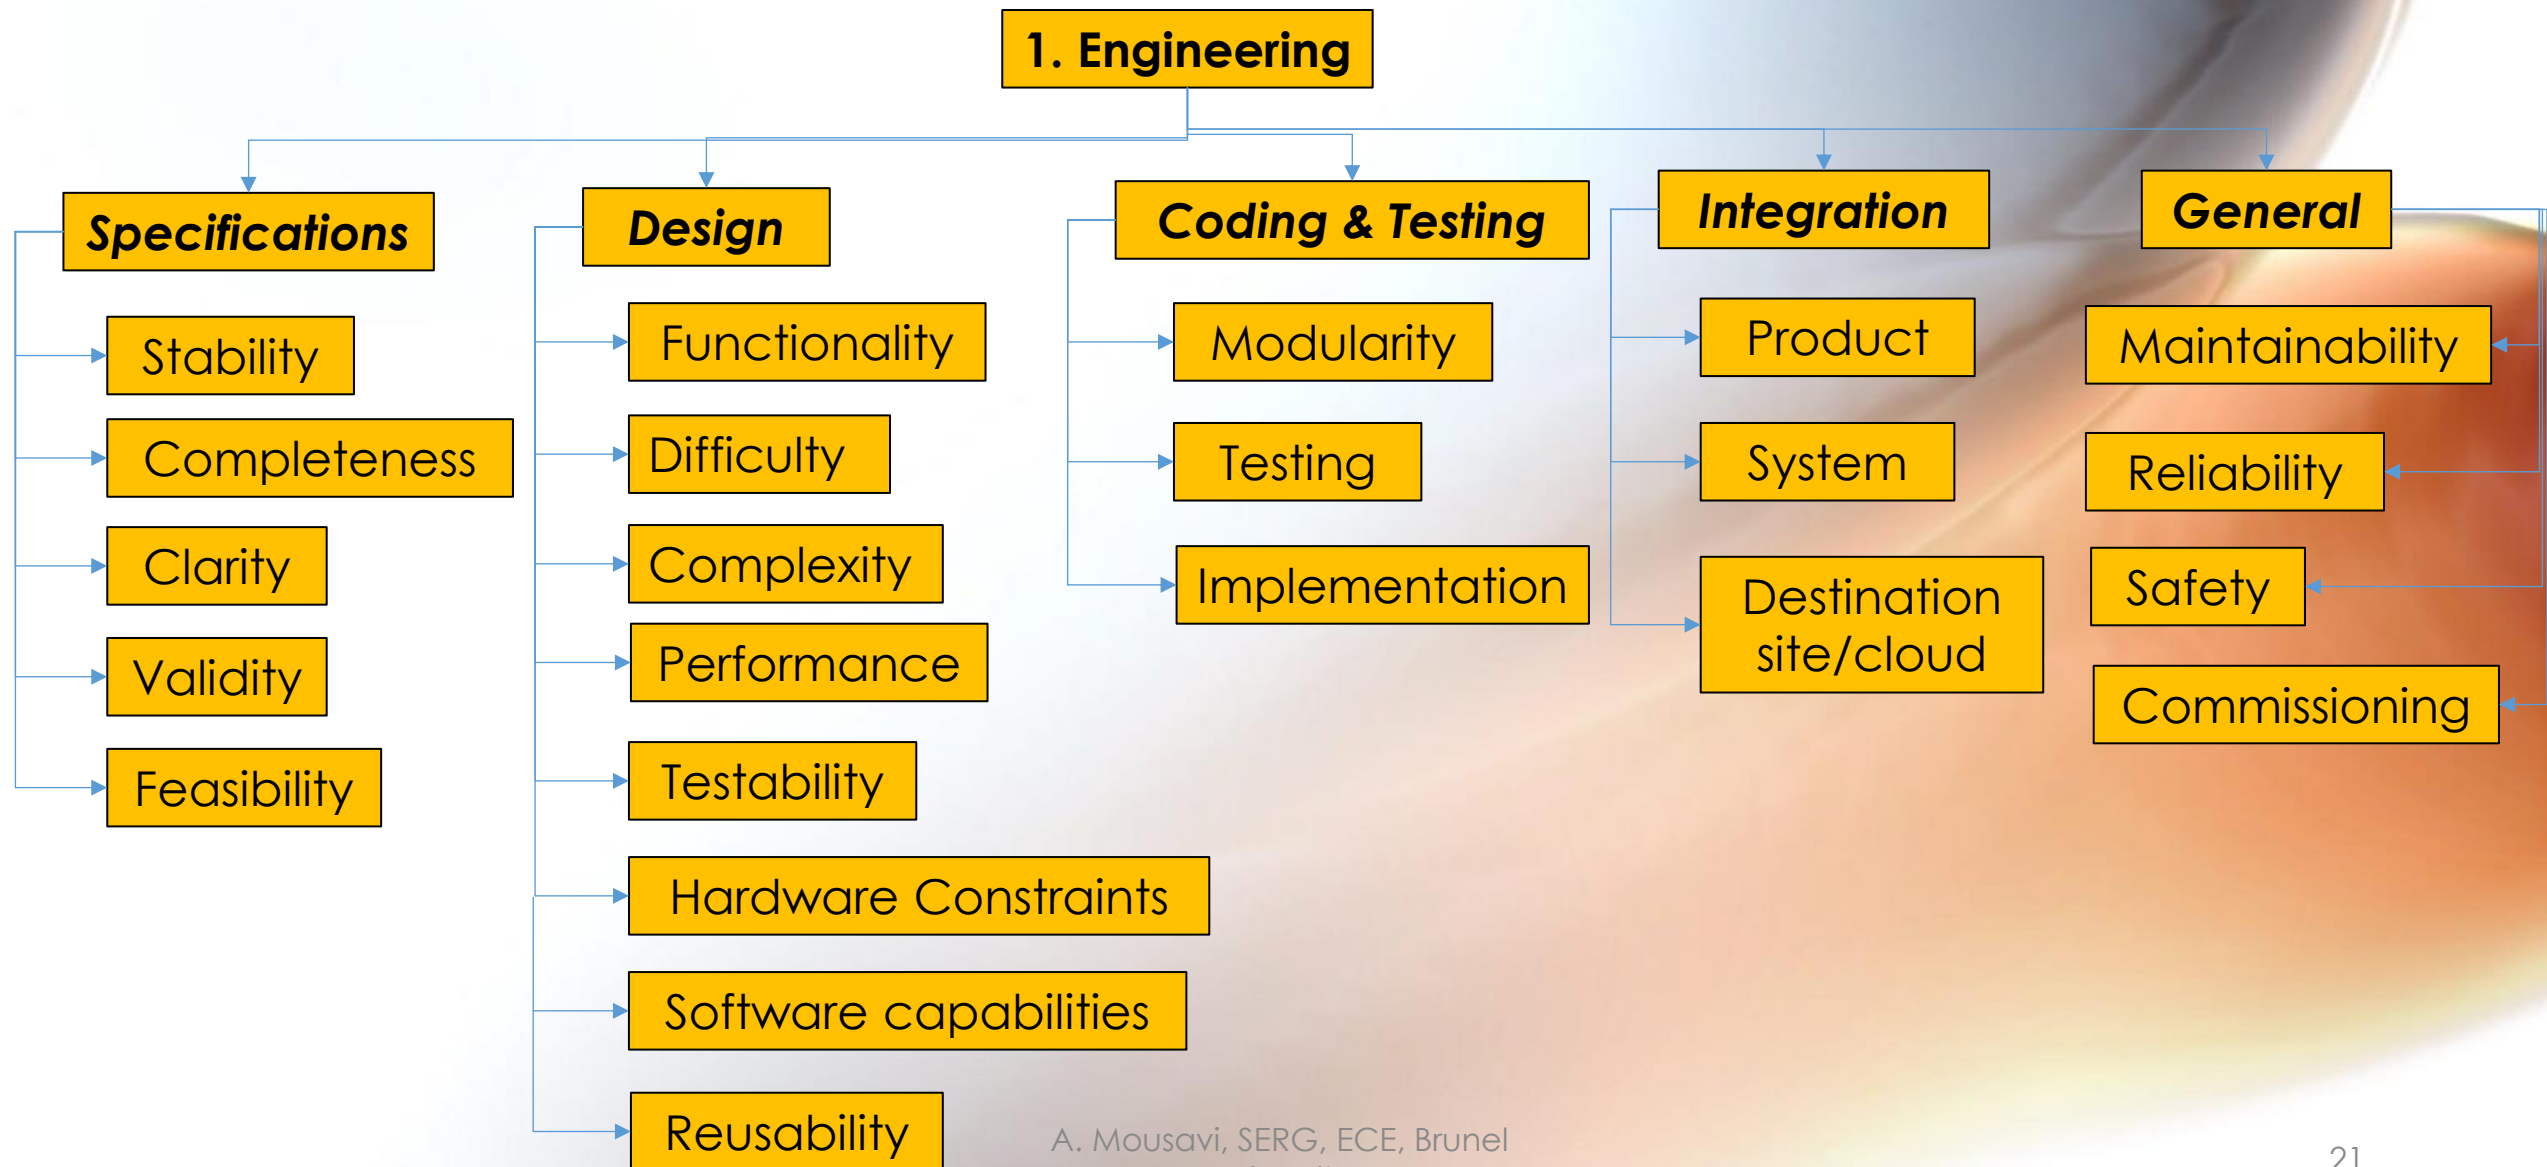 1. Engineering
Specifications
Stability
Completeness
Clarity
Validity
Feasibility
Design
Functionality
Difficulty
Complexity
Performance
Testability
Hardware Constraints
Software capabilities
Reusability
Coding & Testing
Modularity
Testing
Implementation
Integration
Product
System
Destination
site/cloud
General
Maintainability
Reliability
Safety
Commissioning
A. Mousavi, SERG, ECE, Brunel
21